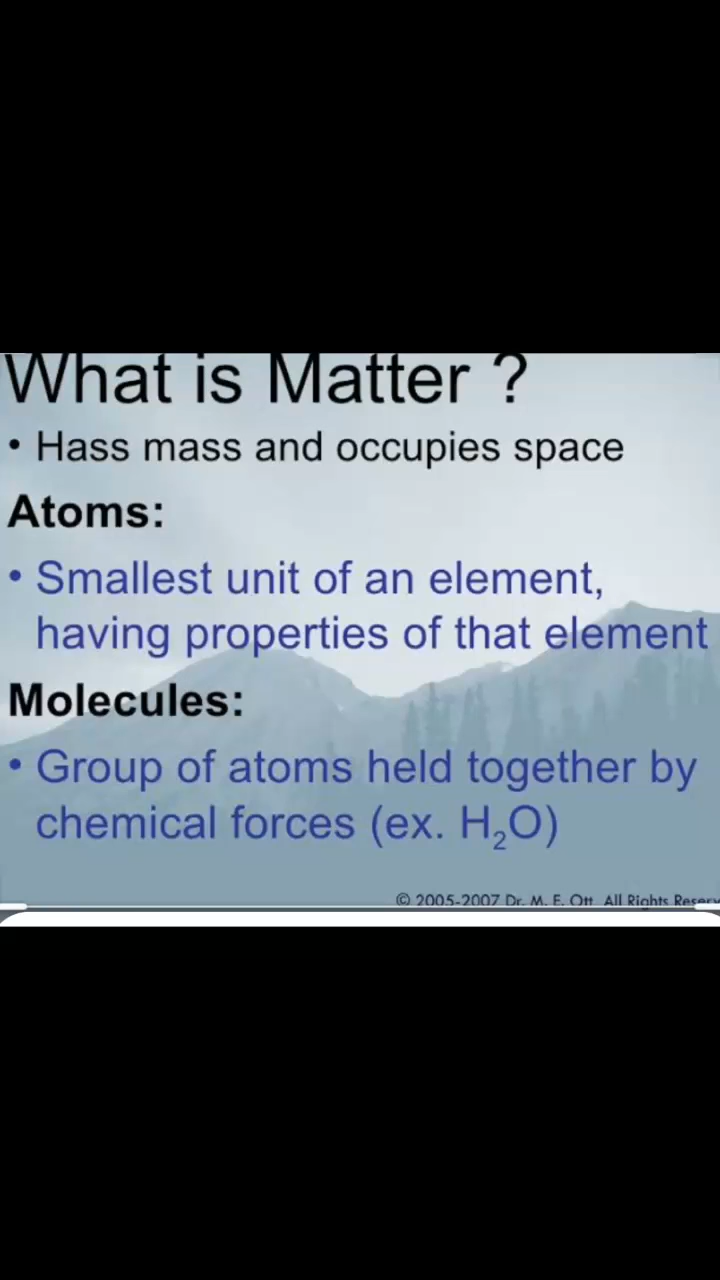 What is Matter ?
• Hass mass and occupies space
Atoms:
• Smallest unit of an element,
having properties of that element
Molecules:
• Group of atoms held together by
chemical forces (ex. H₂O)
© 2005-2007 Dr. M. E. Ott All Rights Reserv